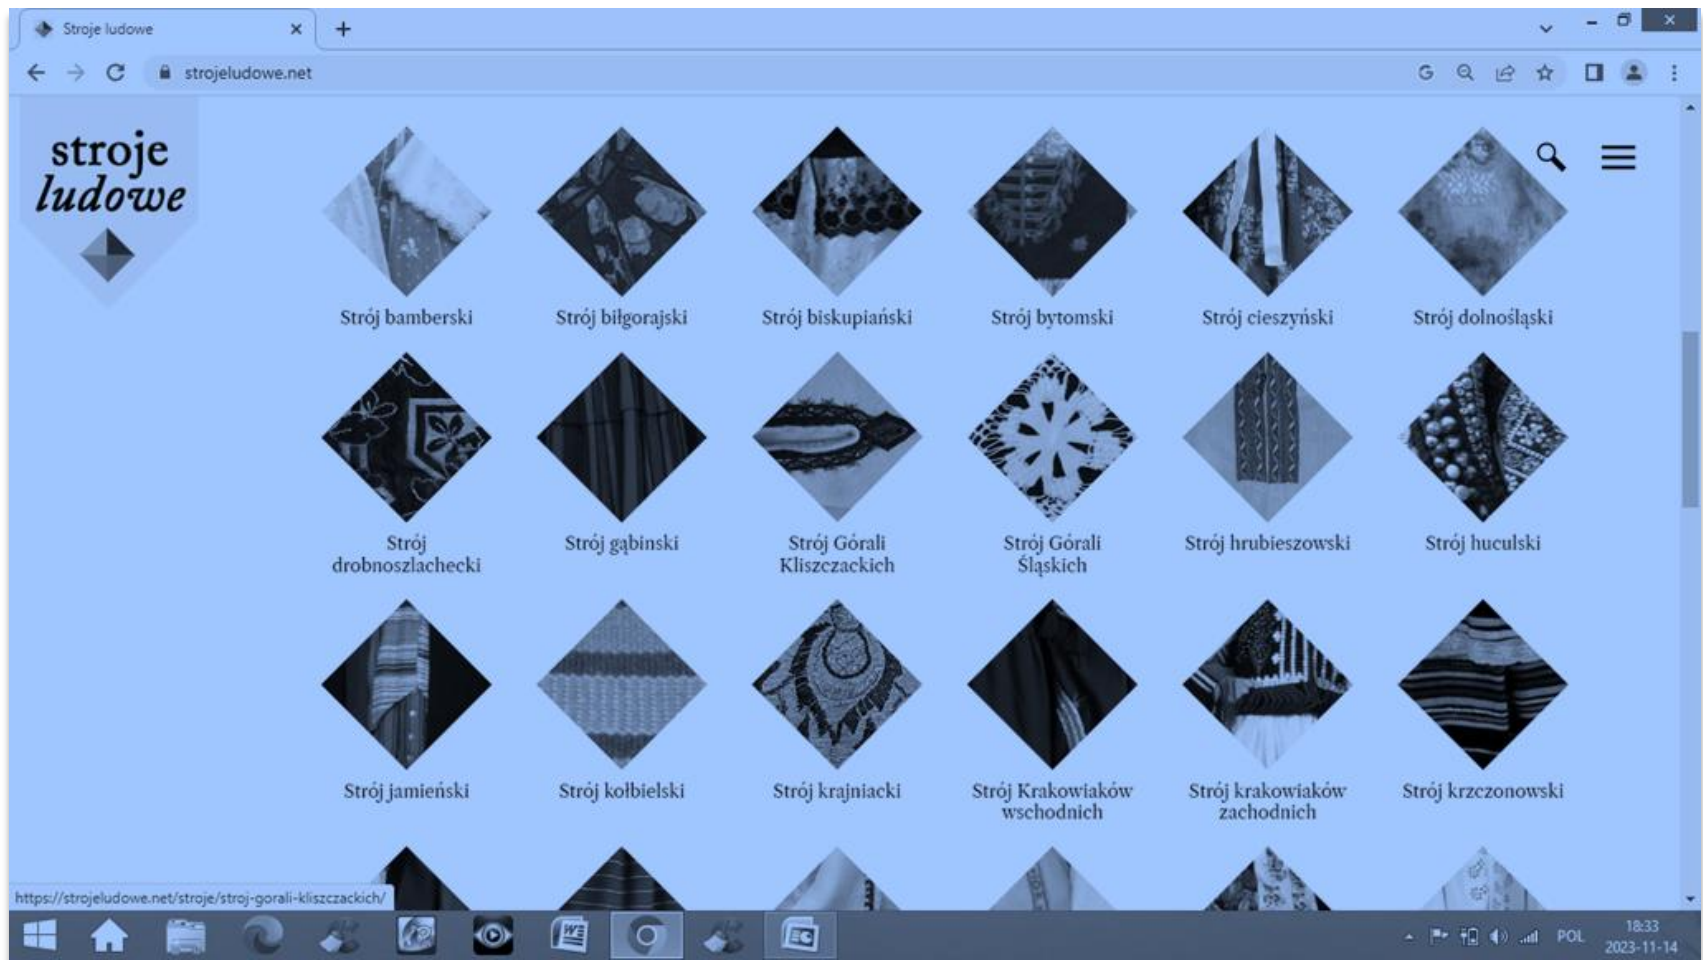 Stroje ludowe
strojeludowe.net
stroje
ludowe
Strój bamberski
Strój biłgorajski
Strój biskupiański
Strój bytomski
Strój cieszyński
Strój dolnośląski
Strój
drobnoszlachecki
Strój gąbinski
Strój Górali
Kliszczackich
Strój Górali
Śląskich
Strój hrubieszowski
Strój huculski
Strój jamieński
Strój kołbielski
Strój krajniacki
Strój Krakowiaków
wschodnich
Strój krakowiaków
zachodnich
Strój krzczonowski
https://strojeludowe.net/stroje/stroj-gorali-kliszczackich/
POL
18:33
2023-11-14